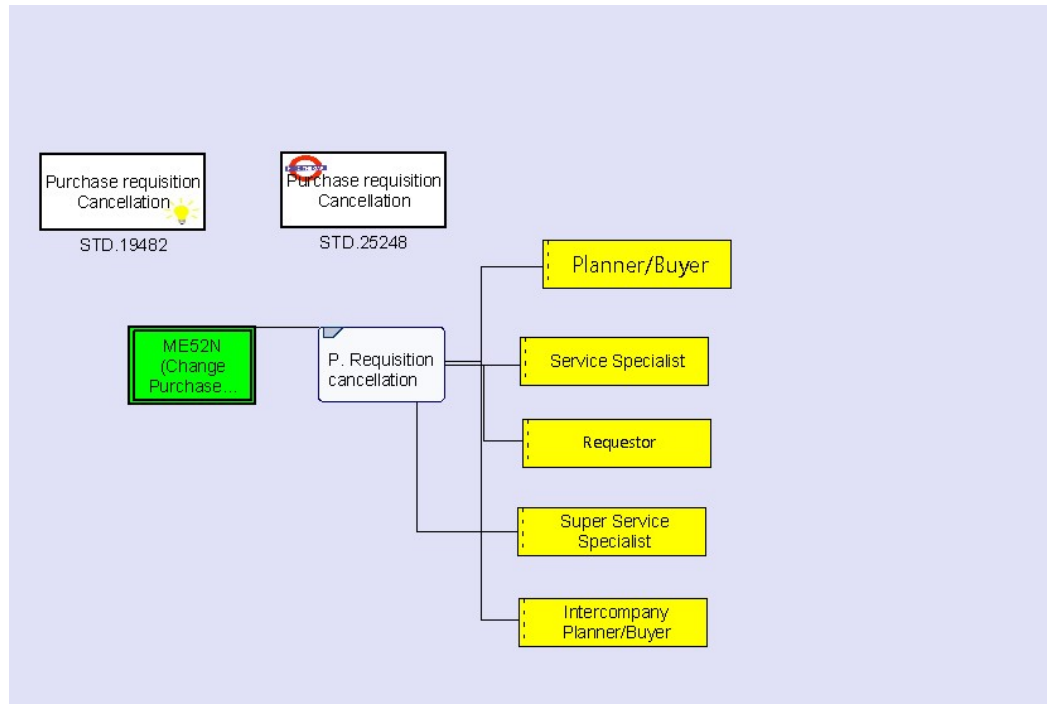 Purchase requisition
Cancellation
STD.19482
Purchase requisition
Cancellation
STD.25248
Planner/Buyer
ME52N
(Change
Purchase...
P. Requisition
cancellation
Service Specialist
Requestor
Super Service
Specialist
Intercompany
Planner/Buyer